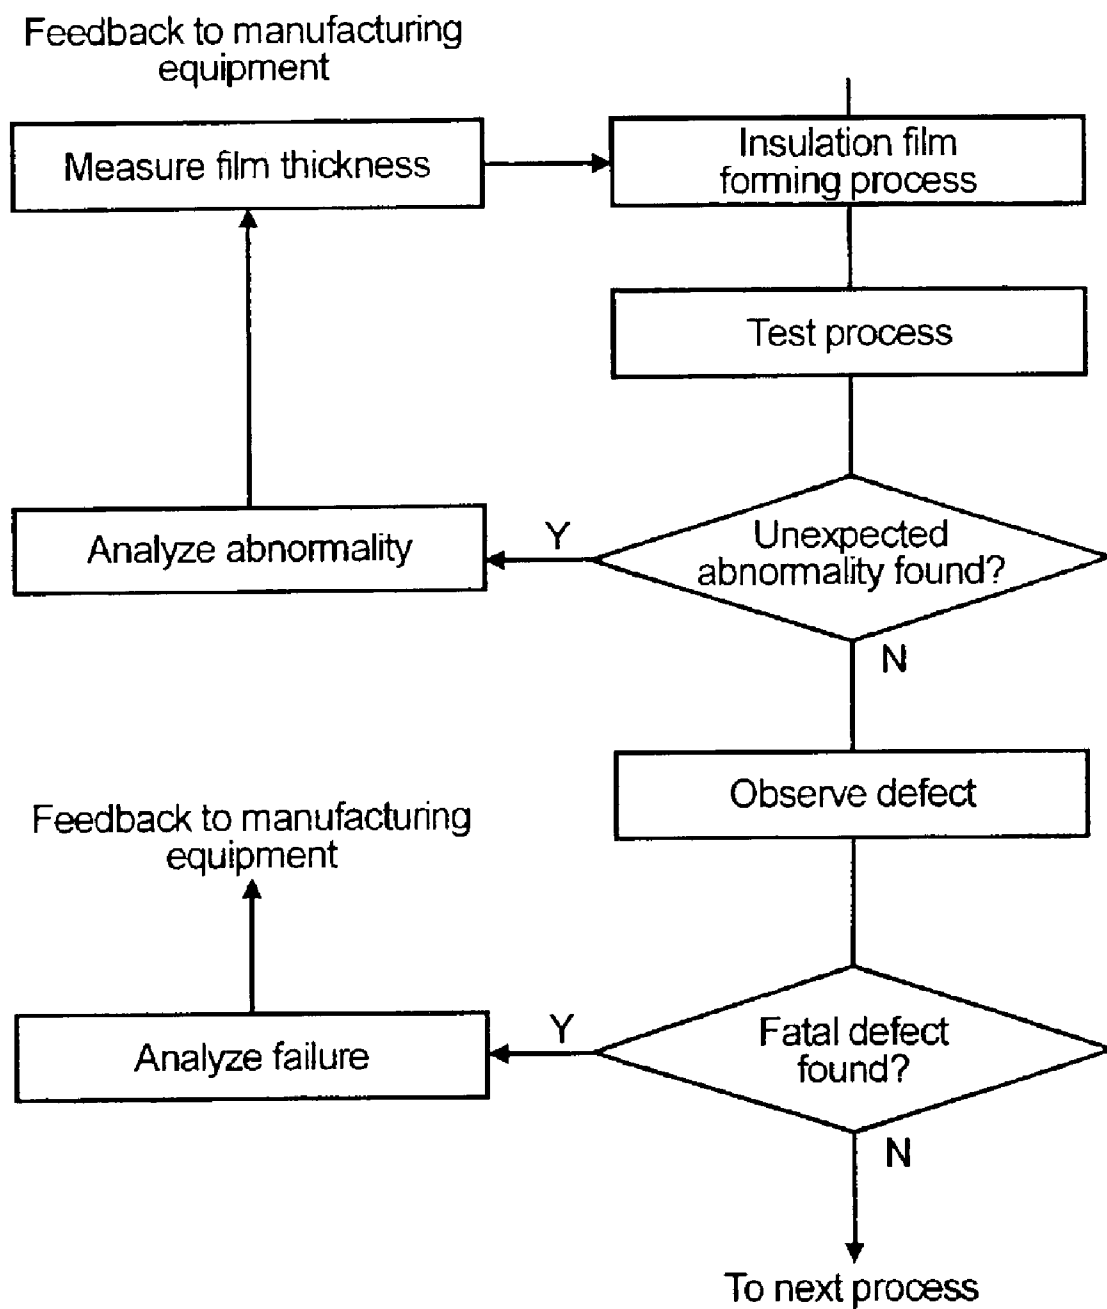 Feedback to manufacturing
equipment
Measure film thickness
Insulation film
forming process
Test process
Unexpected
abnormality found?
Y
Analyze abnormality
N
Observe defect
Feedback to manufacturing
equipment
Fatal defect
found?
Y
Analyze failure
N
To next process